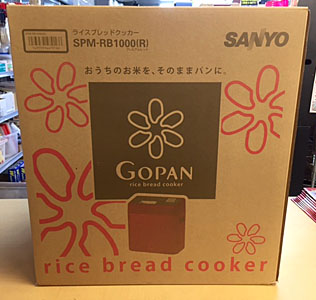 ライスブレッドクッカー
SPM-RB1000(R)
SANYO
おうちのお米を、そのままパンに。
GOPAN
rice bread cooker
rice bread cooker